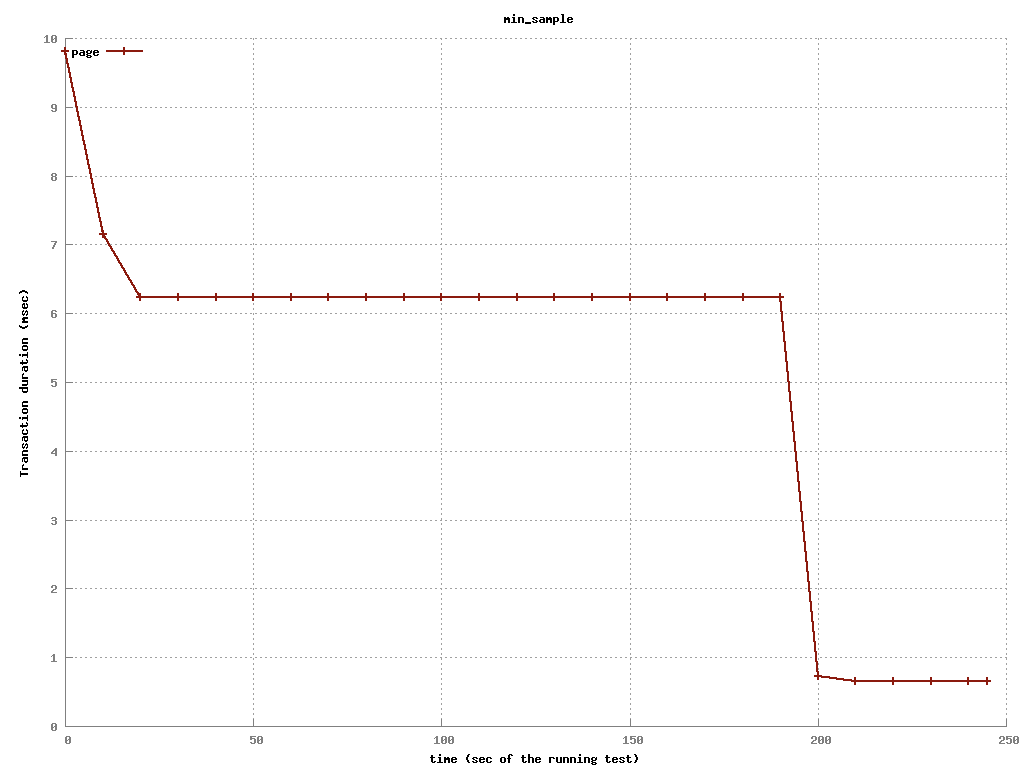 min_sample
10
page
9
8
7
6
5
4
3
2
1
0
Transaction duration (msec)
0 50 100 150 200 250
time (sec of the running test)